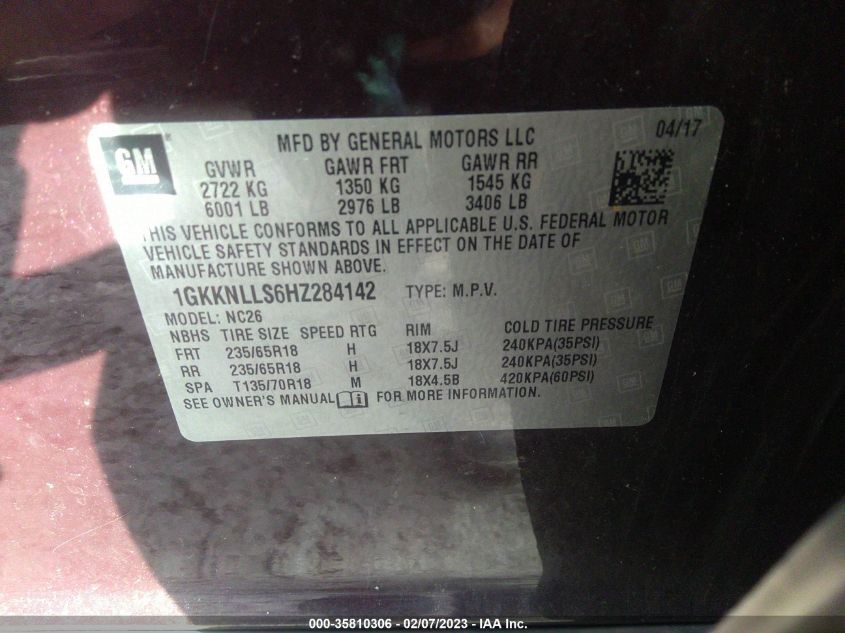 GM
MFD BY GENERAL MOTORS LLC 04/17
GVWR GAWR FRT GAWR RR
2722 KG 1350 KG 1545 KG
6001 LB 2976 LB 3406 LB
THIS VEHICLE CONFORMS TO ALL APPLICABLE U.S. FEDERAL MOTOR
VEHICLE SAFETY STANDARDS IN EFFECT ON THE DATE OF
MANUFACTURE SHOWN ABOVE.
1GKKNLLS6HZ284142 TYPE: M.P.V.
MODEL: NC26
NBHS TIRE SIZE SPEED RTG RIM COLD TIRE PRESSURE
FRT 235/65R18 H 18X7.5J 240KPA(35PSI)
RR 235/65R18 H 18X7.5J 240KPA(35PSI)
SPA T135/70R18 M 18X4.5B 420KPA(60PSI)
SEE OWNER'S MANUAL FOR MORE INFORMATION.
000-35810306 - 02/07/2023 - IAA Inc.